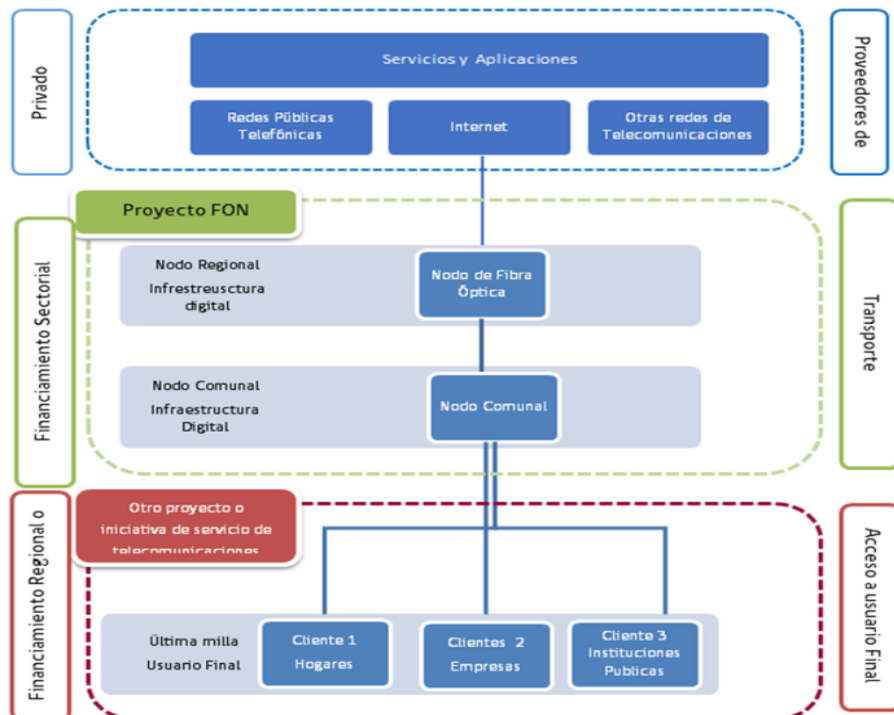 Privado
Servicios y Aplicaciones
Redes Públicas
Telefónicas
Internet
Otras redes de
Telecomunicaciones
Proveedores de
Proyecto FON
Financiamiento Sectorial
Nodo Regional
Infrestreusctura
digital
Nodo de Fibra
Óptica
Nodo Comunal
Infraestructura
Digital
Nodo Comunal
Transporte
Financiamiento Regional o
Otro proyecto o
iniciativa de servicio de
telecomunicaciones
Última milla
Usuario Final
Cliente 1
Hogares
Clientes 2
Empresas
Cliente 3
Instituciones
Publicas
Acceso a usuario Final